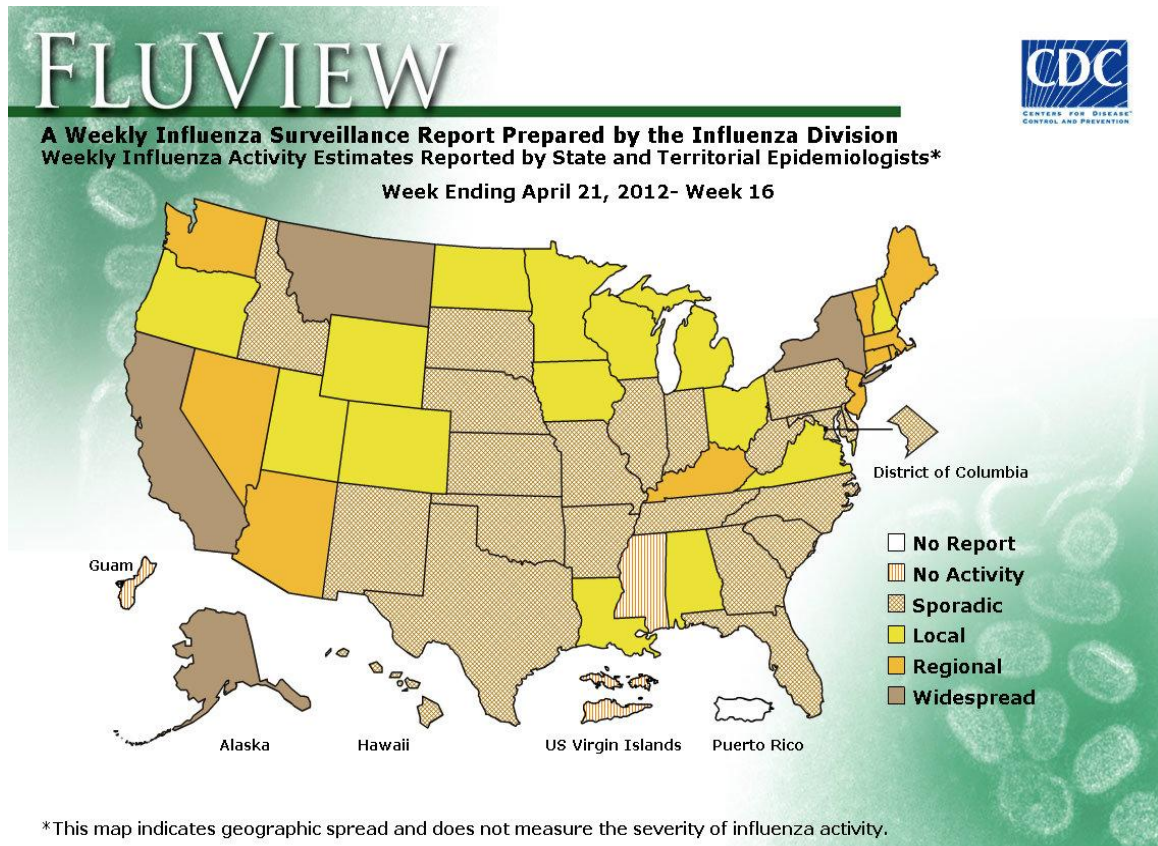 FLUVIEW
CDC
CENTERS FOR DISEASE
CONTROL AND PREVENTION
A Weekly Influenza Surveillance Report Prepared by the Influenza Division
Weekly Influenza Activity Estimates Reported by State and Territorial Epidemiologists*
Week Ending April 21, 2012- Week 16
District of Columbia
No Report
Guam
No Activity
Sporadic
Local
Regional
Widespread
Alaska
Hawaii
US Virgin Islands
Puerto Rico
*This map indicates geographic spread and does not measure the severity of influenza activity.